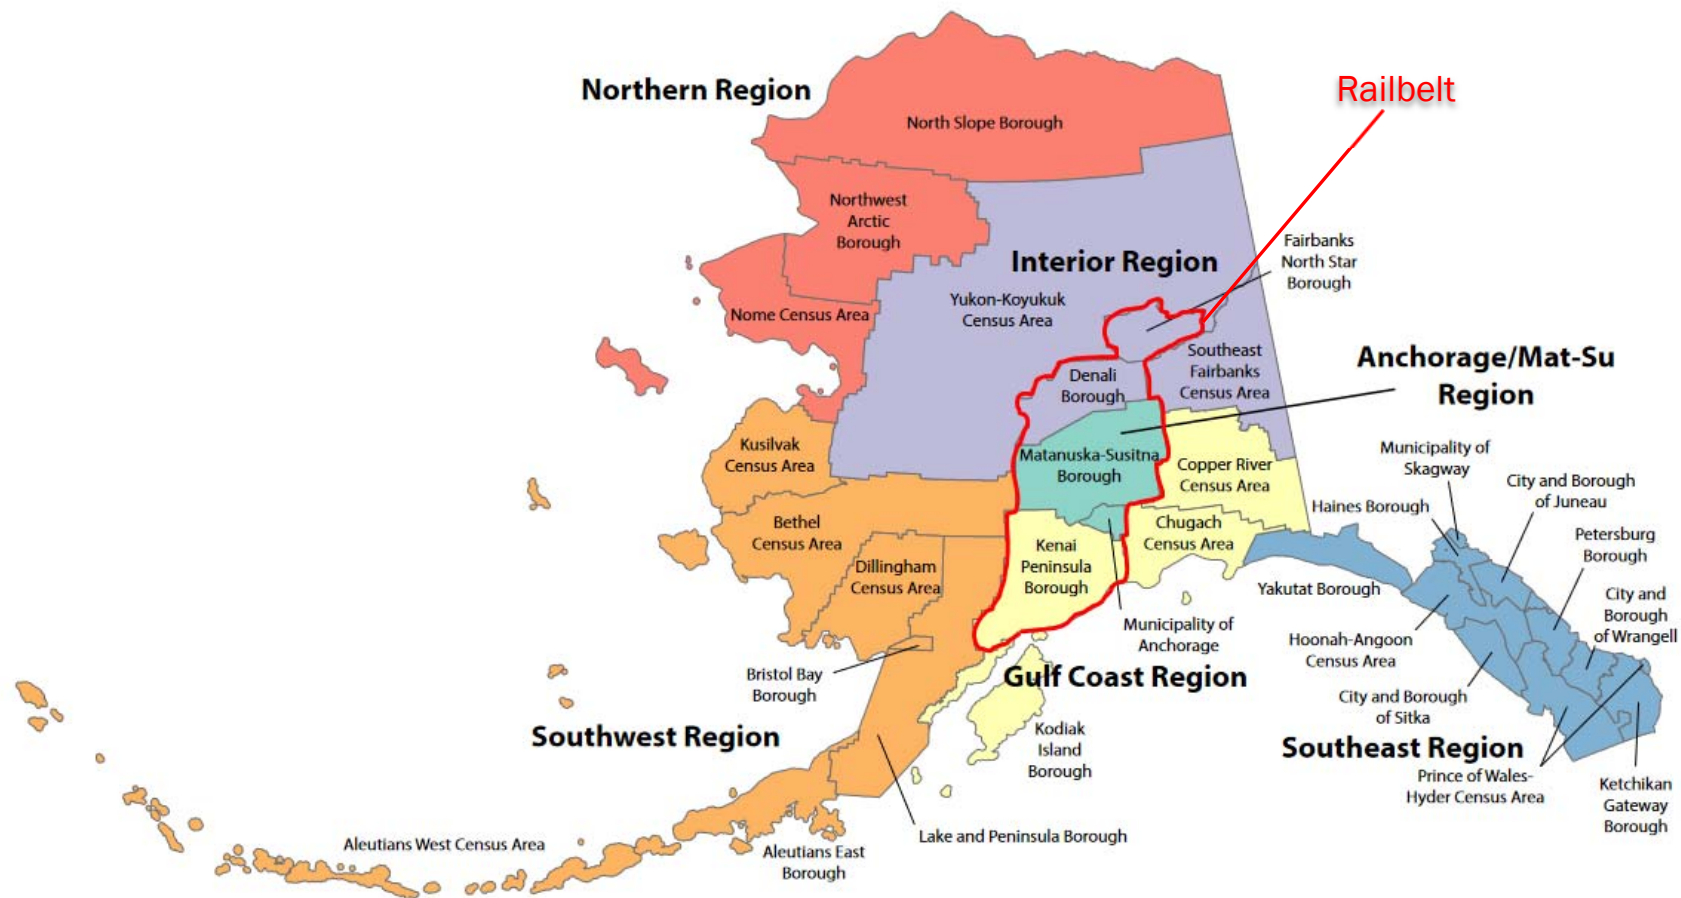 Northern Region
Railbelt
North Slope Borough
Northwest
Arctic
Borough
Interior Region
Fairbanks
North Star
Borough
Yukon-Koyukuk
Census Area
Nome Census Area
Southeast
Fairbanks
Census Area
Denali
Borough
Anchorage/Mat-Su
Region
Kusilvak
Census Area
Matanuska-Susitna
Borough
Copper River
Census Area
Municipality of
Skagway
City and Borough
of Juneau
Haines Borough
Bethel
Census Area
Chugach
Census Area
Petersburg
Borough
Kenai
Peninsula
Borough
Dillingham
Census Area
Yakutat Borough
City and
Borough
of Wrangell
Municipality of
Anchorage
Hoonah-Angoon
Census Area
Bristol Bay
Borough
Gulf Coast Region
City and Borough
of Sitka
Southwest Region
Kodiak
Island
Borough
Southeast Region
Prince of Wales-
Hyder Census Area
Ketchikan
Gateway
Borough
Lake and Peninsula Borough
Aleutians West Census Area
Aleutians East
Borough